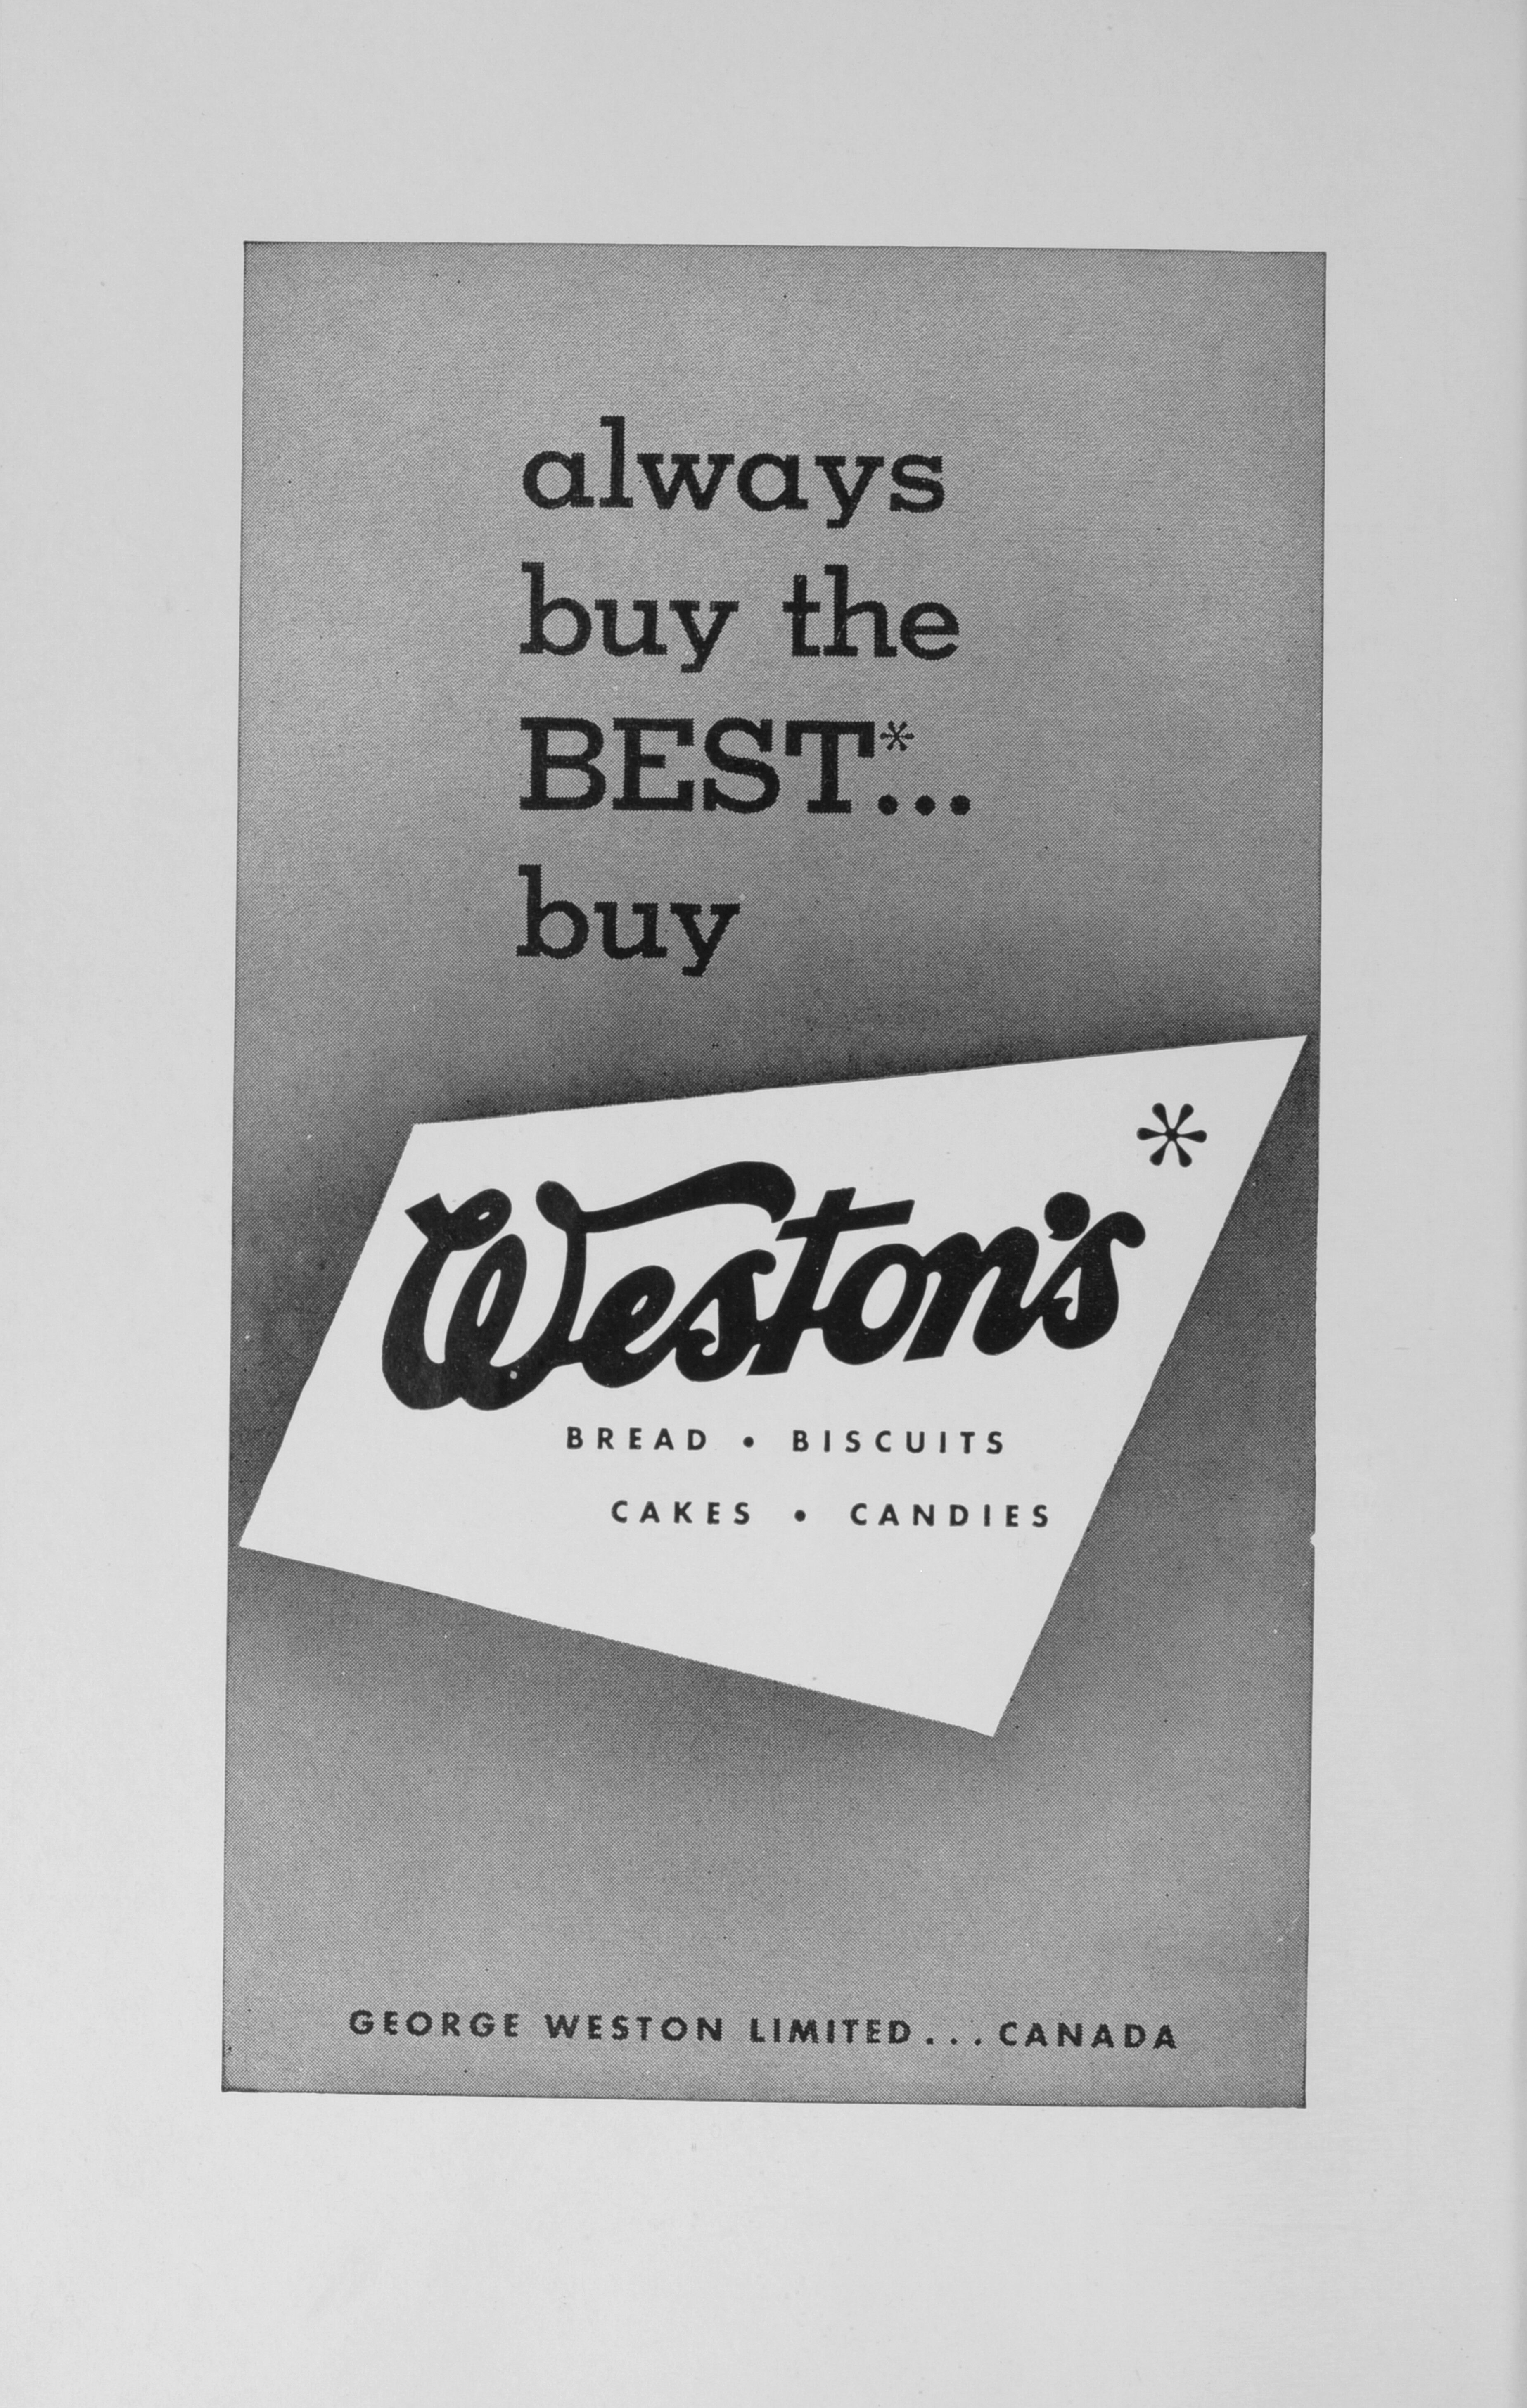 always
buy the
BEST*...
buy
*
Weston's
BREAD • BISCUITS
CAKES • CANDIES
GEORGE WESTON LIMITED...CANADA